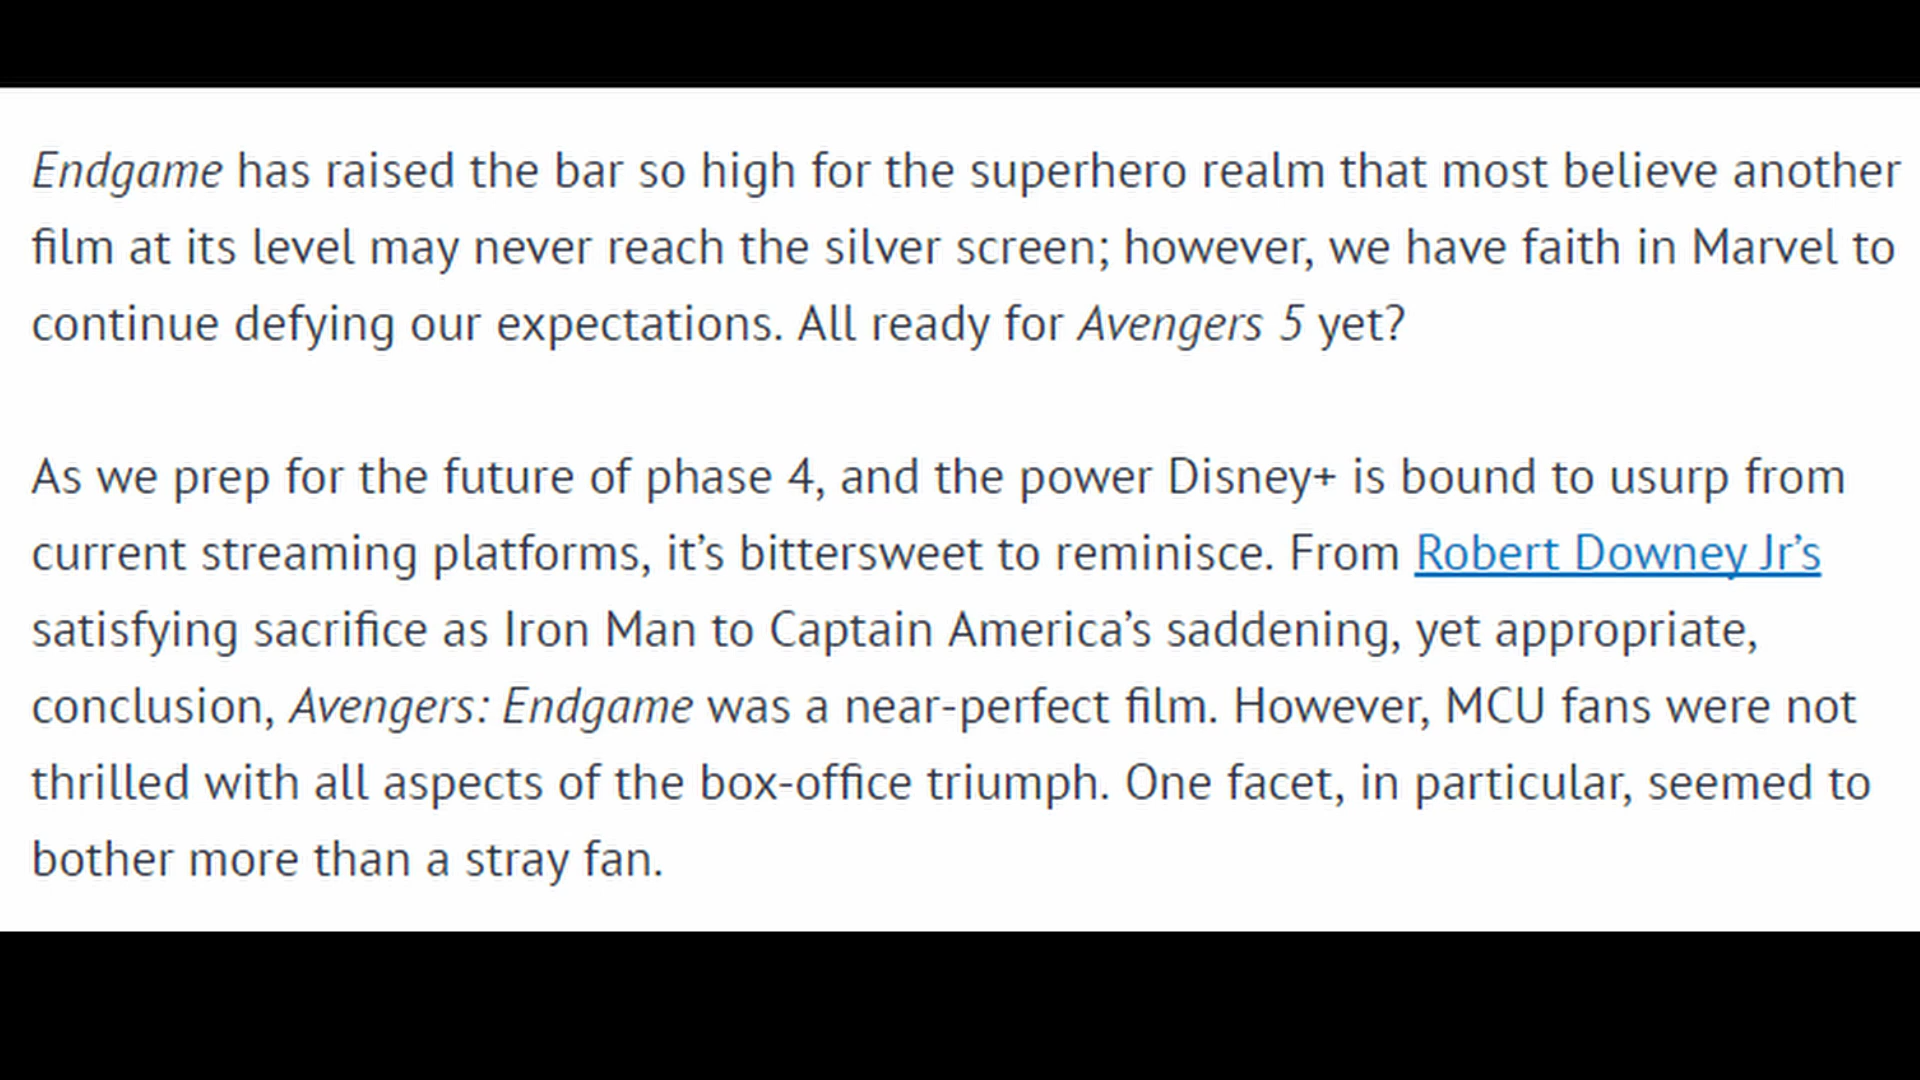 Endgame has raised the bar so high for the superhero realm that most believe another
film at its level may never reach the silver screen; however, we have faith in Marvel to
continue defying our expectations. All ready for Avengers 5 yet?
As we prep for the future of phase 4, and the power Disney+ is bound to usurp from
current streaming platforms, it’s bittersweet to reminisce. From Robert Downey Jr’s
satisfying sacrifice as Iron Man to Captain America’s saddening, yet appropriate,
conclusion, Avengers: Endgame was a near-perfect film. However, MCU fans were not
thrilled with all aspects of the box-office triumph. One facet, in particular, seemed to
bother more than a stray fan.